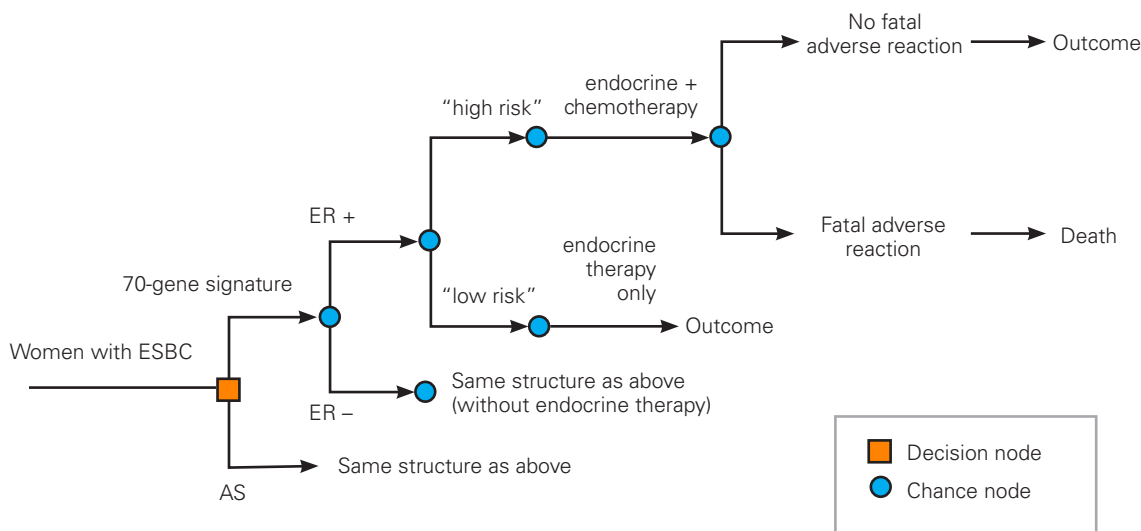 No fatal
adverse reaction
Outcome
endocrine +
chemotherapy
“high risk”
ER +
Fatal adverse
reaction
Death
endocrine
therapy
only
70-gene signature
“low risk”
Outcome
Women with ESBC
Same structure as above
(without endocrine therapy)
ER –
Same structure as above
AS
Decision node
Chance node